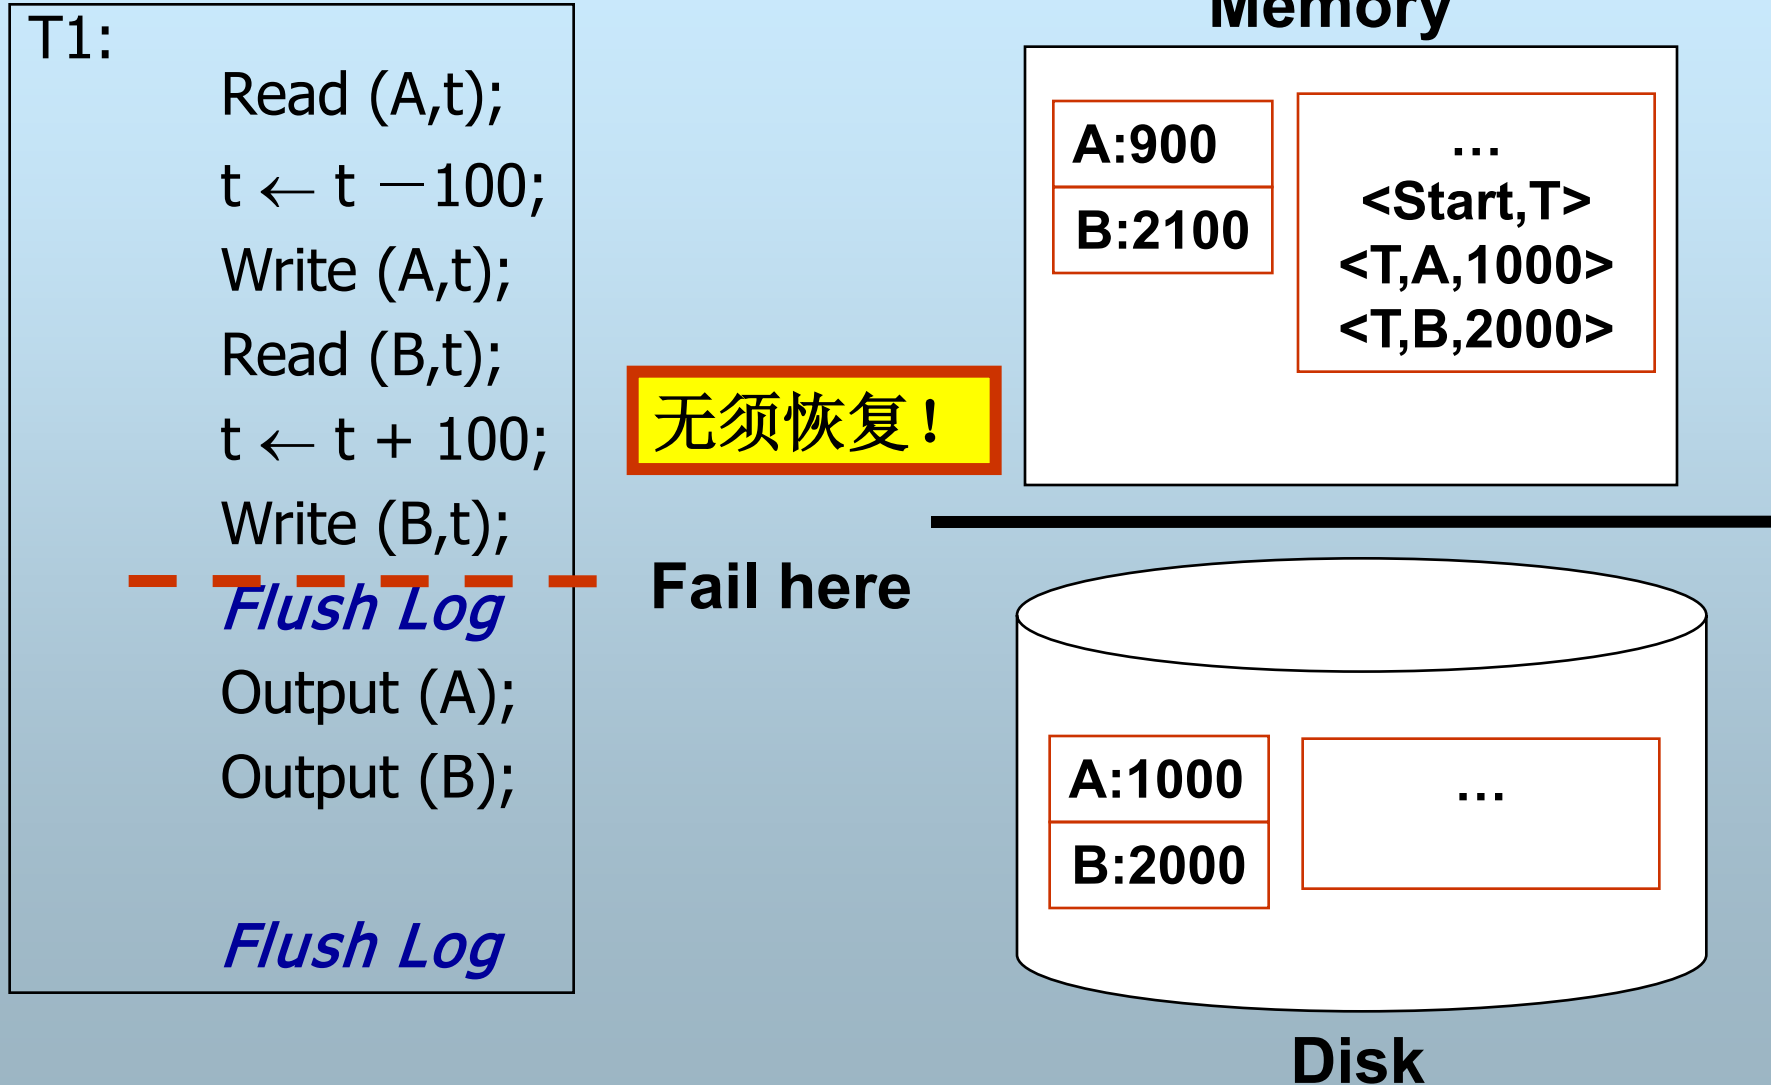 T1:
Read (A,t);
t ← t －100;
Write (A,t);
Read (B,t);
t ← t + 100;
Write (B,t);
Flush Log
Output (A);
Output (B);
Flush Log
无须恢复！
Fail here
Memory
A:900
B:2100
…
<Start,T>
<T,A,1000>
<T,B,2000>
A:1000
B:2000
…
Disk